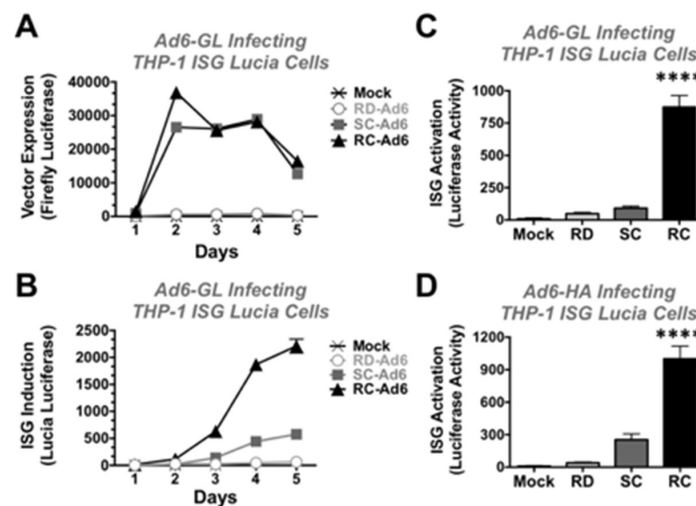 A
Ad6-GL Infecting
THP-1 ISG Lucia Cells
Vector Expression
(Firefly Luciferase)
40000
30000
20000
10000
0
1 2 3 4 5
Days
Mock
RD-Ad6
SC-Ad6
RC-Ad6
B
Ad6-GL Infecting
THP-1 ISG Lucia Cells
ISG Induction
(Lucia Luciferase)
2500
2000
1500
1000
500
0
1 2 3 4 5
Days
Mock
RD-Ad6
SC-Ad6
RC-Ad6
C
Ad6-GL Infecting
THP-1 ISG Lucia Cells
****
ISG Activation
(Luciferase Activity)
1000
750
500
250
0
Mock RD SC RC
D
Ad6-HA Infecting
THP-1 ISG Lucia Cells
****
ISG Activation
(Luciferase Activity)
1200
900
600
300
0
Mock RD SC RC